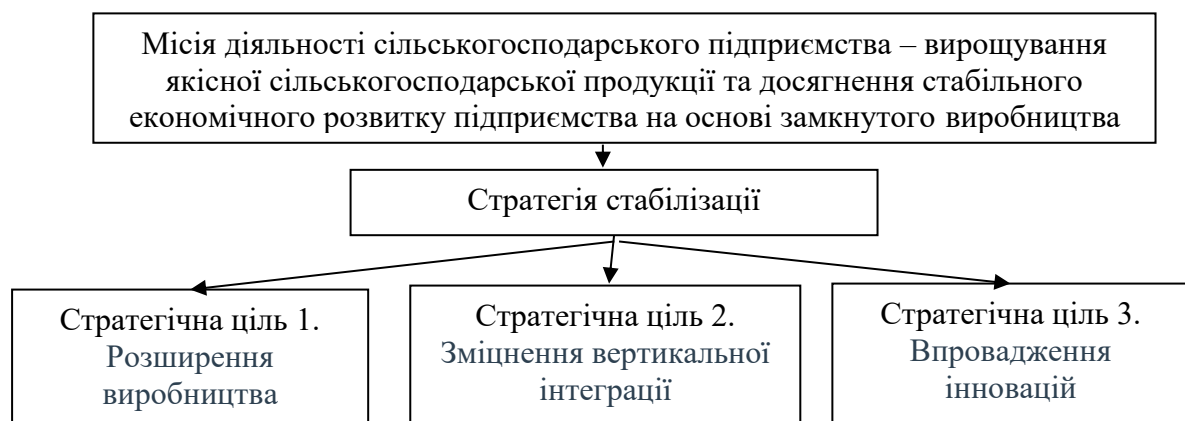 Місія діяльності сільськогосподарського підприємства – вирощування
якісної сільськогосподарської продукції та досягнення стабільного
економічного розвитку підприємства на основі замкнутого виробництва
Стратегія стабілізації
Стратегічна ціль 1.
Розширення
виробництва
Стратегічна ціль 2.
Зміцнення вертикальної
інтеграції
Стратегічна ціль 3.
Впровадження
інновацій